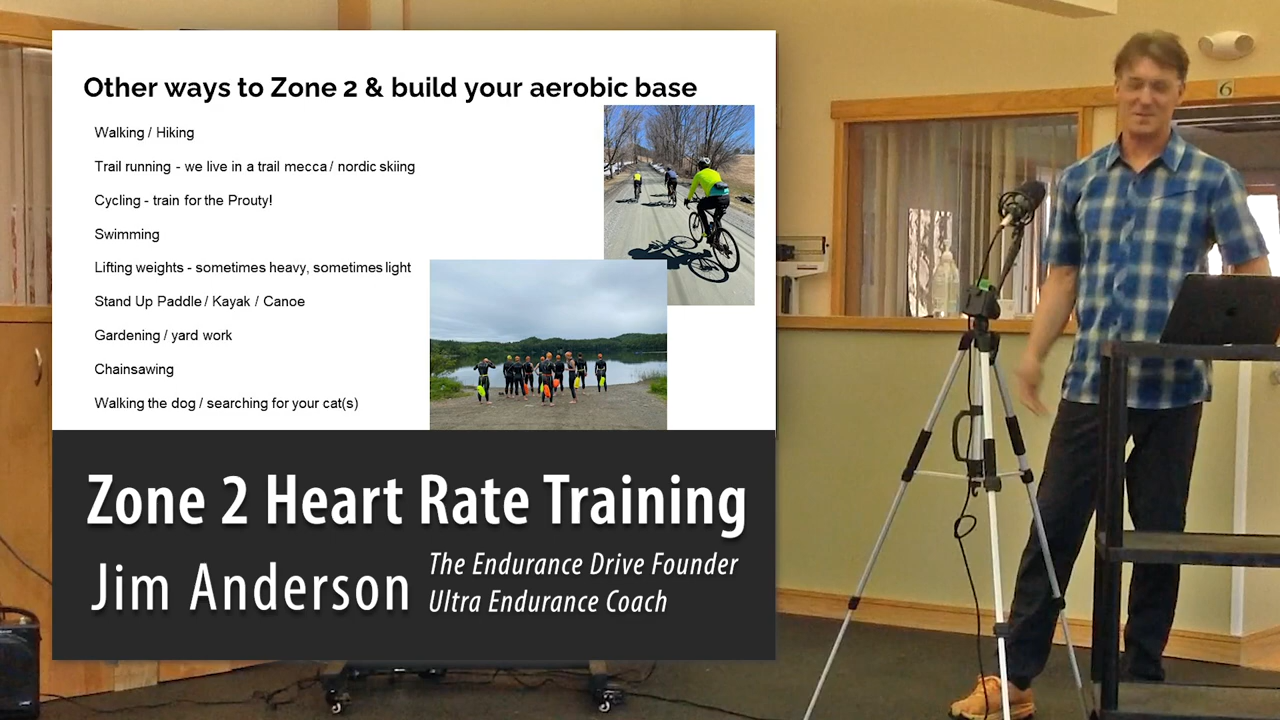 Other ways to Zone 2 & build your aerobic base
Walking / Hiking
Trail running - we live in a trail mecca / nordic skiing
Cycling - train for the Prouty!
Swimming
Lifting weights - sometimes heavy, sometimes light
Stand Up Paddle / Kayak / Canoe
Gardening / yard work
Chainsawing
Walking the dog / searching for your cat(s)
Zone 2 Heart Rate Training
Jim Anderson
The Endurance Drive Founder
Ultra Endurance Coach
6